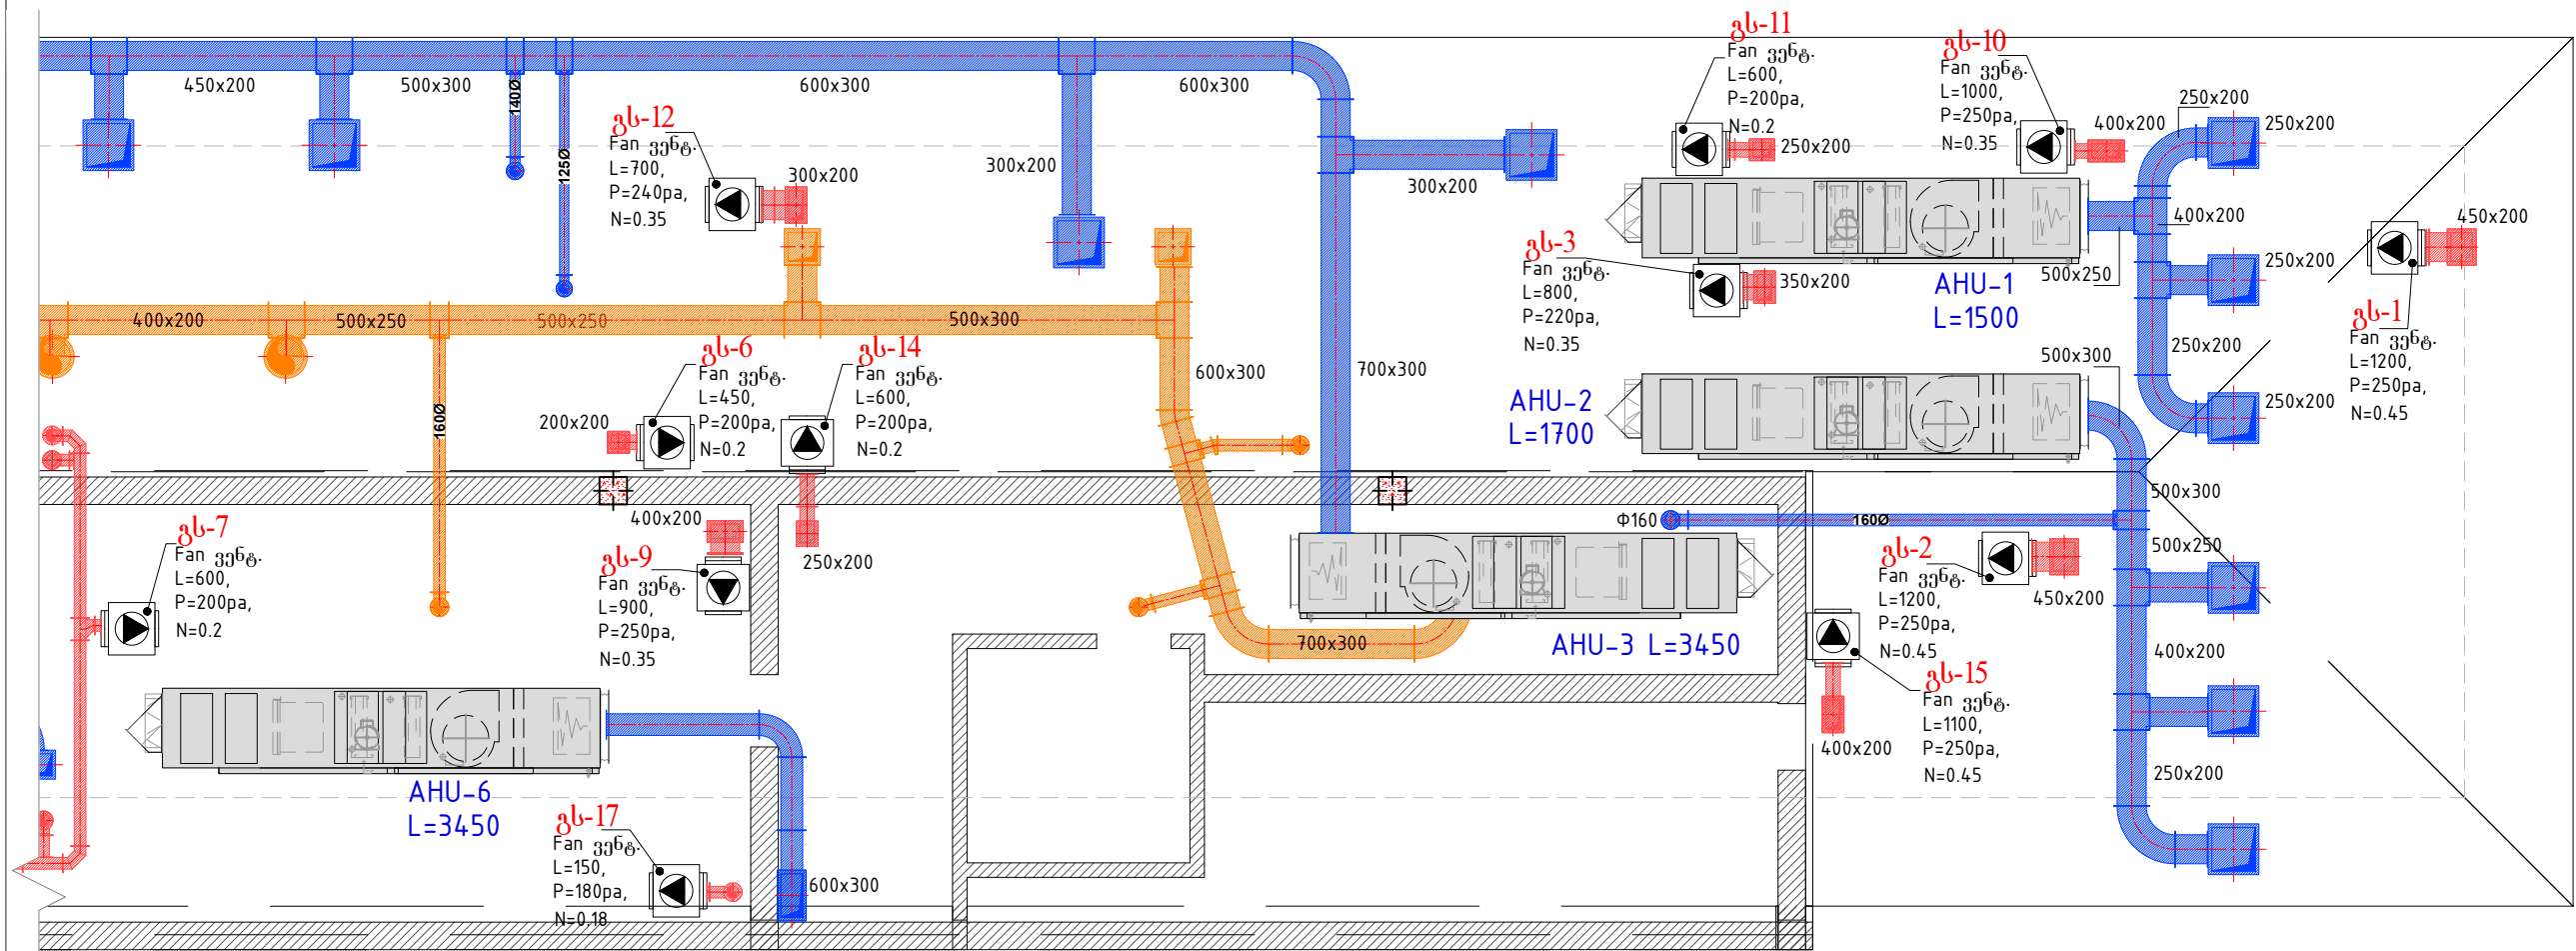 გს-11
Fan ვენტ.
L=600,
P=200pa,
N=0.2
250x200
გს-10
Fan ვენტ.
L=1000,
P=250pa,
N=0.35
400x200
250x200
250x200
450x200
500x300
140Ø
125Ø
600x300
600x300
გს-12
Fan ვენტ.
L=700,
P=240pa,
N=0.35
300x200
300x200
300x200
400x200
250x200
500x250
AHU-1
L=1500
450x200
გს-1
Fan ვენტ.
L=1200,
P=250pa,
N=0.45
გს-3
Fan ვენტ.
L=800,
P=220pa,
N=0.35
350x200
400x200
500x250
500x250
500x300
600x300
700x300
500x300
250x200
250x200
AHU-2
L=1700
გს-6
Fan ვენტ.
L=450,
P=200pa,
N=0.2
200x200
გს-14
Fan ვენტ.
L=600,
P=200pa,
N=0.2
250x200
160Ø
გს-7
Fan ვენტ.
L=600,
P=200pa,
N=0.2
400x200
გს-9
Fan ვენტ.
L=900,
P=250pa,
N=0.35
Φ160
160Ø
500x300
500x250
გს-2
Fan ვენტ.
L=1200,
P=250pa,
N=0.45
450x200
700x300
AHU-3 L=3450
გს-15
Fan ვენტ.
L=1100,
P=250pa,
N=0.45
400x200
400x200
250x200
AHU-6
L=3450
გს-17
Fan ვენტ.
L=150,
P=180pa,
N=0.18
600x300